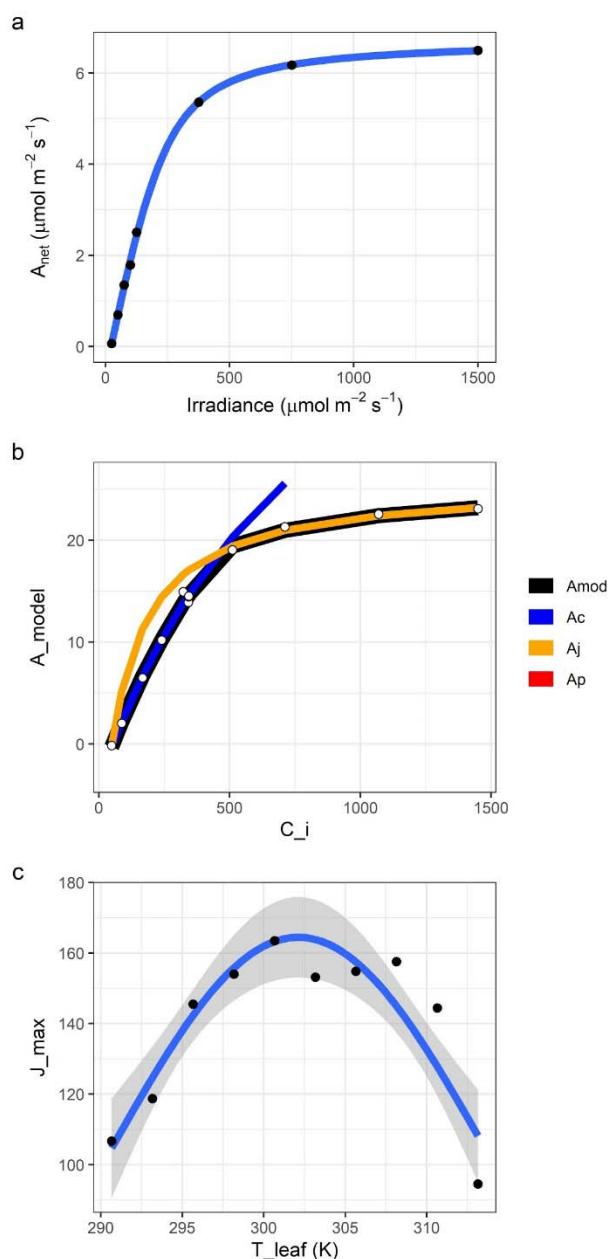 a
6
4
2
0
A_net (μmol m⁻² s⁻¹)
0 500 1000 1500
Irradiance (μmol m⁻² s⁻¹)
b
20
10
0
A_model
0 500 1000 1500
C_i
Amod
Ac
Aj
Ap
c
180
160
140
120
100
J_max
290 295 300 305 310
T_leaf (K)